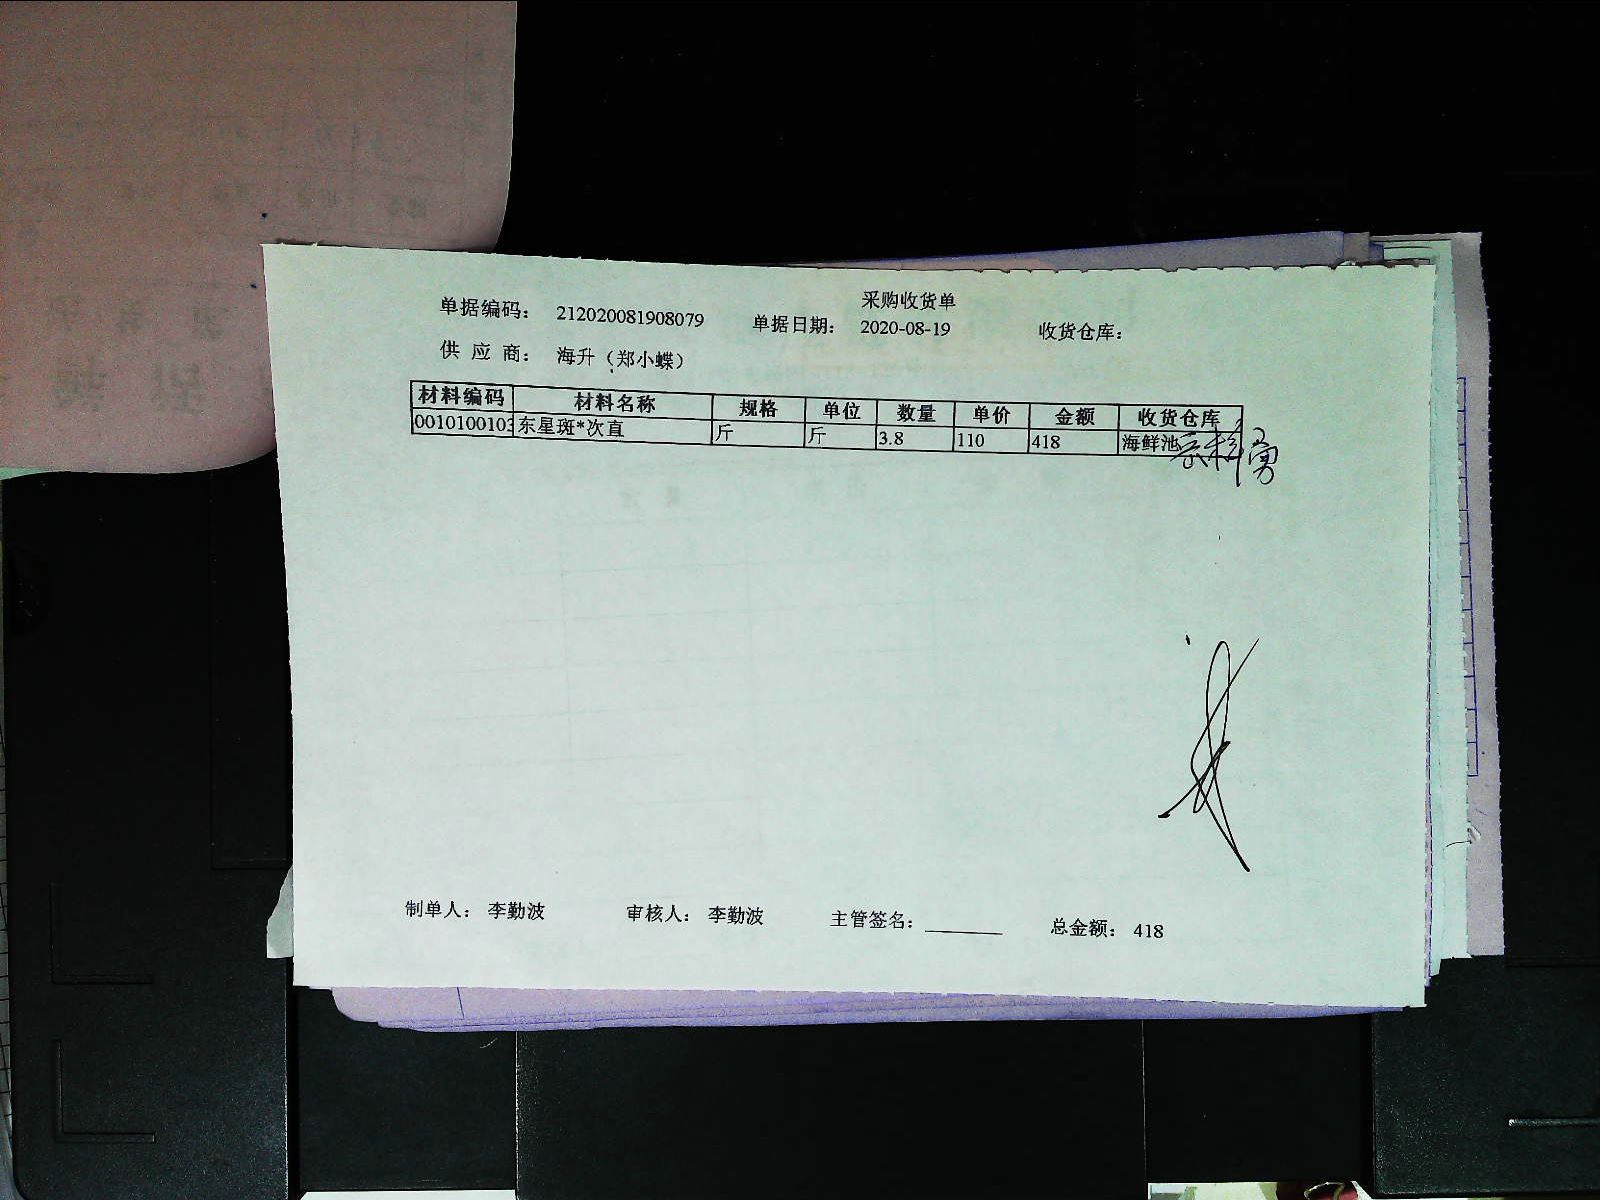 采购收货单
单据编码： 212020081908079 单据日期： 2020-08-19 收货仓库：
供 应 商： 海升（郑小蝶）
材料编码 材料名称 规格 单位 数量 单价 金额 收货仓库
0010100103 东星斑*次直 斤 斤 3.8 110 418 海鲜池
制单人： 李勤波 审核人： 李勤波 主管签名： 总金额： 418